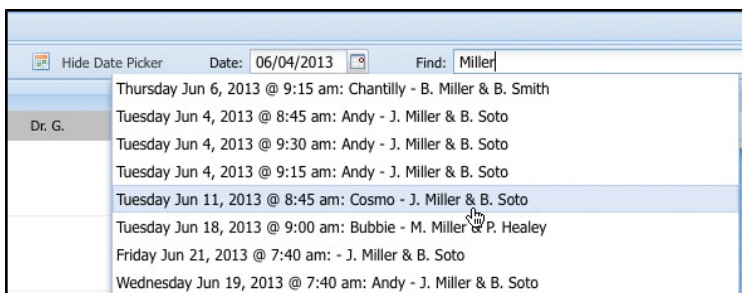 Hide Date Picker Date: 06/04/2013 Find: Miller
Thursday Jun 6, 2013 @ 9:15 am: Chantilly - B. Miller & B. Smith
Tuesday Jun 4, 2013 @ 8:45 am: Andy - J. Miller & B. Soto
Dr. G.
Tuesday Jun 4, 2013 @ 9:30 am: Andy - J. Miller & B. Soto
Tuesday Jun 4, 2013 @ 9:15 am: Andy - J. Miller & B. Soto
Tuesday Jun 11, 2013 @ 8:45 am: Cosmo - J. Miller & B. Soto
Tuesday Jun 18, 2013 @ 9:00 am: Bubbie - M. Miller & P. Healey
Friday Jun 21, 2013 @ 7:40 am: - J. Miller & B. Soto
Wednesday Jun 19, 2013 @ 7:40 am: Andy - J. Miller & B. Soto